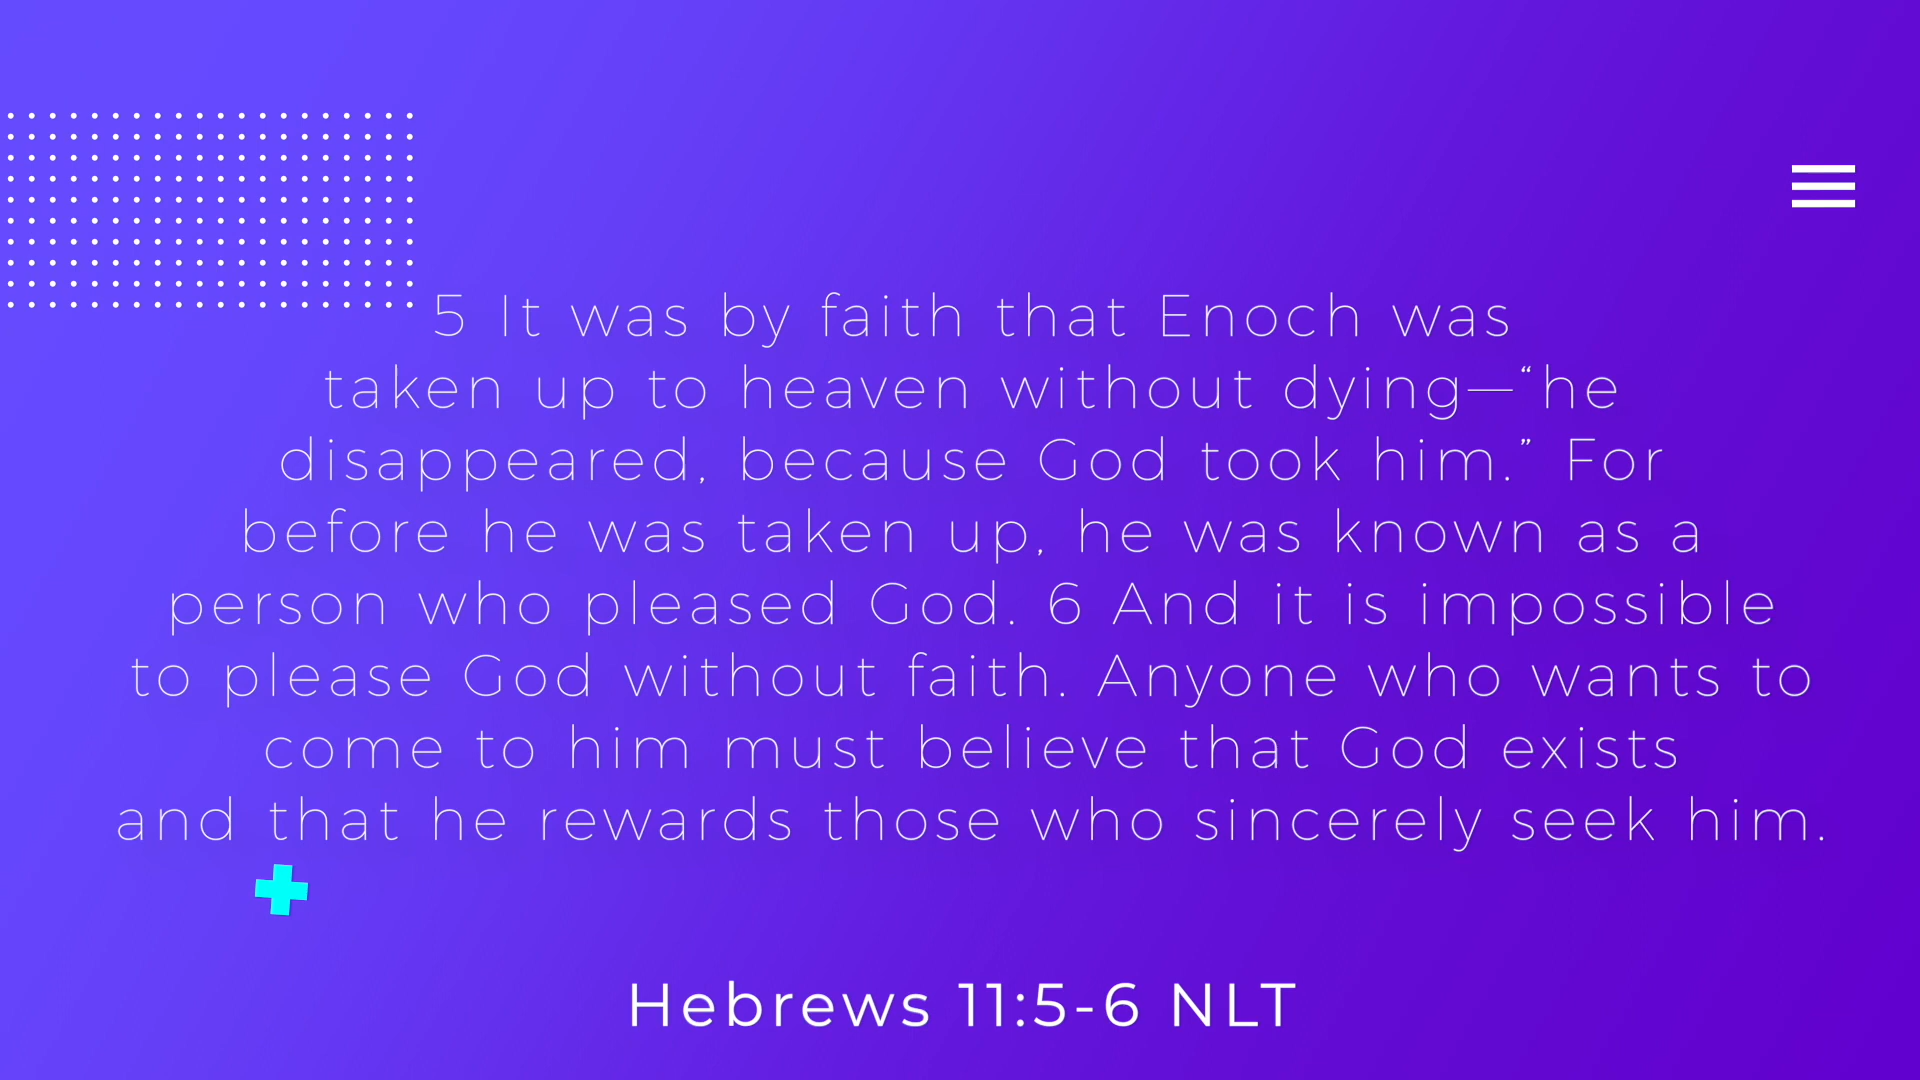 5 It was by faith that Enoch was
taken up to heaven without dying—“he
disappeared, because God took him.” For
before he was taken up, he was known as a
person who pleased God. 6 And it is impossible
to please God without faith. Anyone who wants to
come to him must believe that God exists
and that he rewards those who sincerely seek him.
Hebrews 11:5-6 NLT